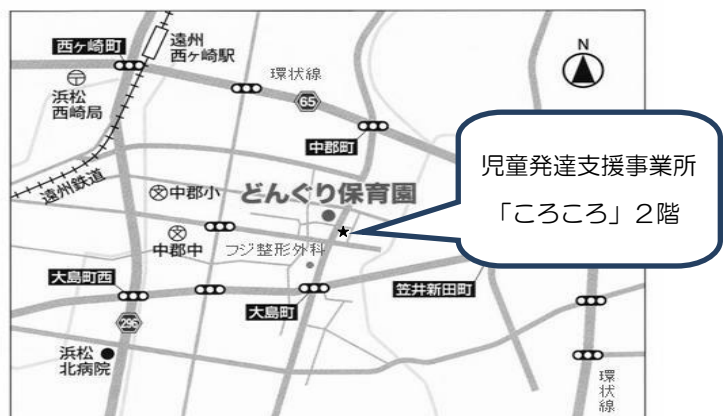 西ヶ崎町
遠州
西ヶ崎駅
環状線
65
N
浜松
西崎局
中郡町
遠州鉄道
中郡小
どんぐり保育園
中郡中
フジ整形外科
児童発達支援事業所
「ころころ」2階
大島町西
大島町
笠井新田町
296
浜松
北病院
環状線